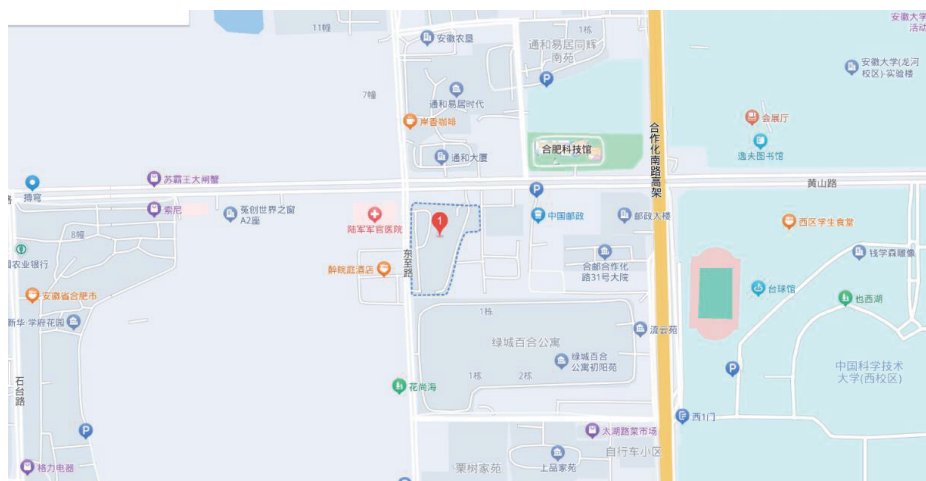 安徽大学
活动
11幢
安徽农垦
1栋
通和易居同辉
南苑
安徽大学(龙河
校区)-实验楼
P
7幢
通和易居时代
岸香咖啡
会展厅
合作化南路高架
通和大厦
合肥科技馆
逸夫图书馆
苏霸王大闸蟹
黄山路
搏穹
P
索尼
菟创世界之窗
A2座
陆军军官医院
1
中国邮政
邮政大楼
西区学生食堂
8幢
国农业银行
东至路
醉皖庭酒店
合邮合作化
路31号大院
钱学森雕像
安徽省合肥市
台球馆
也西湖
新华·学府花园
1栋
流云苑
绿城百合公寓
绿城百合
公寓初阳苑
P
中国科学技术
大学(西校区)
石台路
1栋
2栋
花尚海
西1门
P
太湖路菜市场
自行车小区
格力电器
栗树家苑
上品家苑